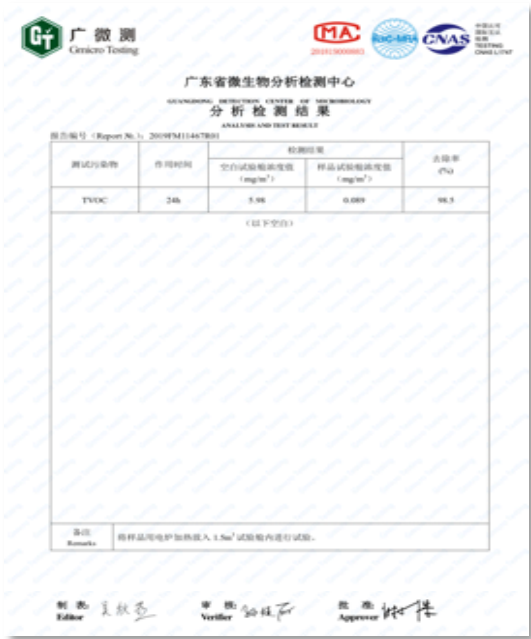 广 微 测
Gmicro Testing
MA
ilac-MRA
CNAS
TESTING
广东省微生物分析检测中心
GUANGDONG DETECTION CENTER OF MICROBIOLOGY
分 析 检 测 结 果
ANALYSIS AND TEST RESULT
报告编号(Report №.):2019FM11467R01
测试污染物
作用时间
检测结果
去除率
(%)
空白试验舱浓度值
(mg/m³)
样品试验舱浓度值
(mg/m³)
TVOC 24h 5.98 0.089 98.5
(以下空白)
备注
Remarks
将样品用电炉加热放入 1.5m³ 试验舱内进行试验。
制 表:
Editor
审 核:
Verifier
批 准:
Approver